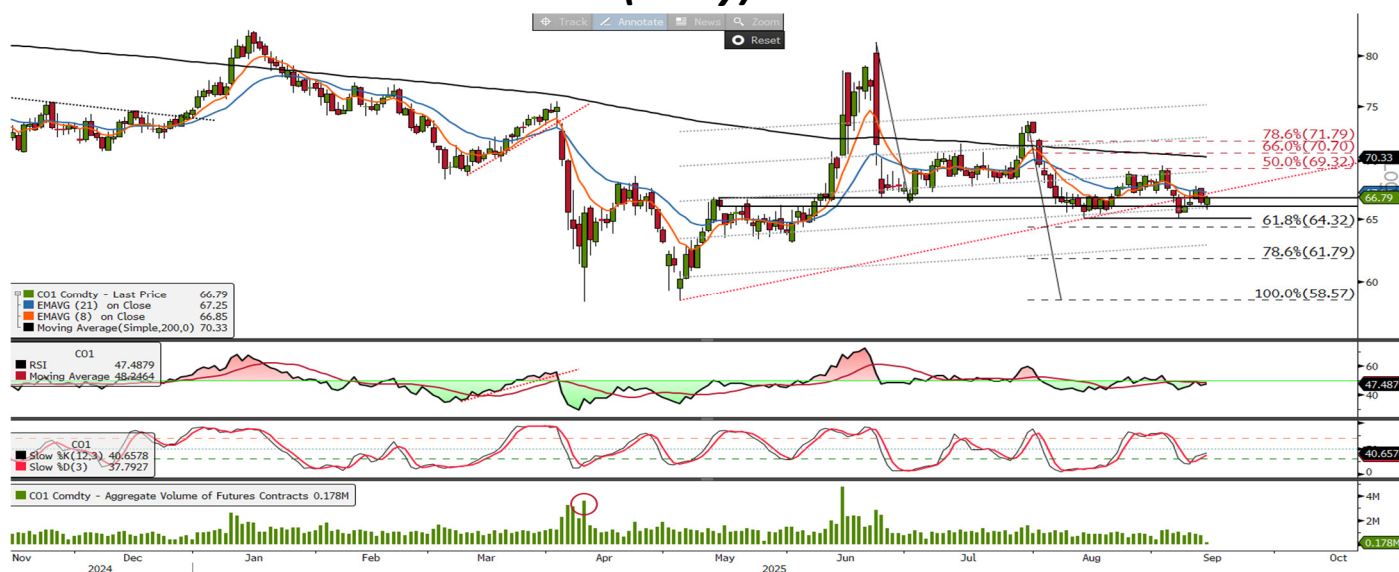 Track Annotate News Zoom
Reset
80
75
78.6%(71.79)
66.0%(70.70)
70.33
50.0%(69.32)
66.79
65
61.8%(64.32)
78.6%(61.79)
60
100.0%(58.57)
CO1 Comdty - Last Price 66.79
EMAVG (21) on Close 67.25
EMAVG (8) on Close 66.85
Moving Average(Simple,200,0) 70.33
CO1
RSI 47.4879
Moving Average 48.2464
60
47.487
40
CO1
Slow %K(12,3) 40.6578
Slow %D(3) 37.7927
40.657
0
CO1 Comdty - Aggregate Volume of Futures Contracts 0.178M
4M
2M
0.178M
Nov Dec Jan Feb Mar Apr May Jun Jul Aug Sep Oct
2024 2025